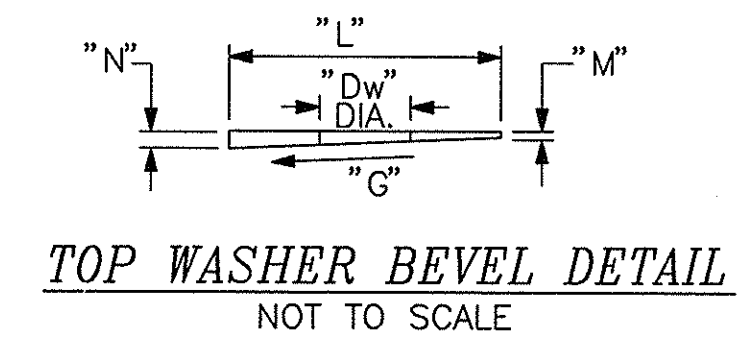 ”L”
”N”
”M”
”Dw”
DIA.
”G”
TOP WASHER BEVEL DETAIL
NOT TO SCALE